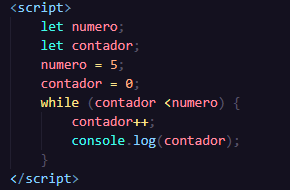 <script>
let numero;
let contador;
numero = 5;
contador = 0;
while (contador <numero) {
contador++;
console.log(contador);
}
</script>